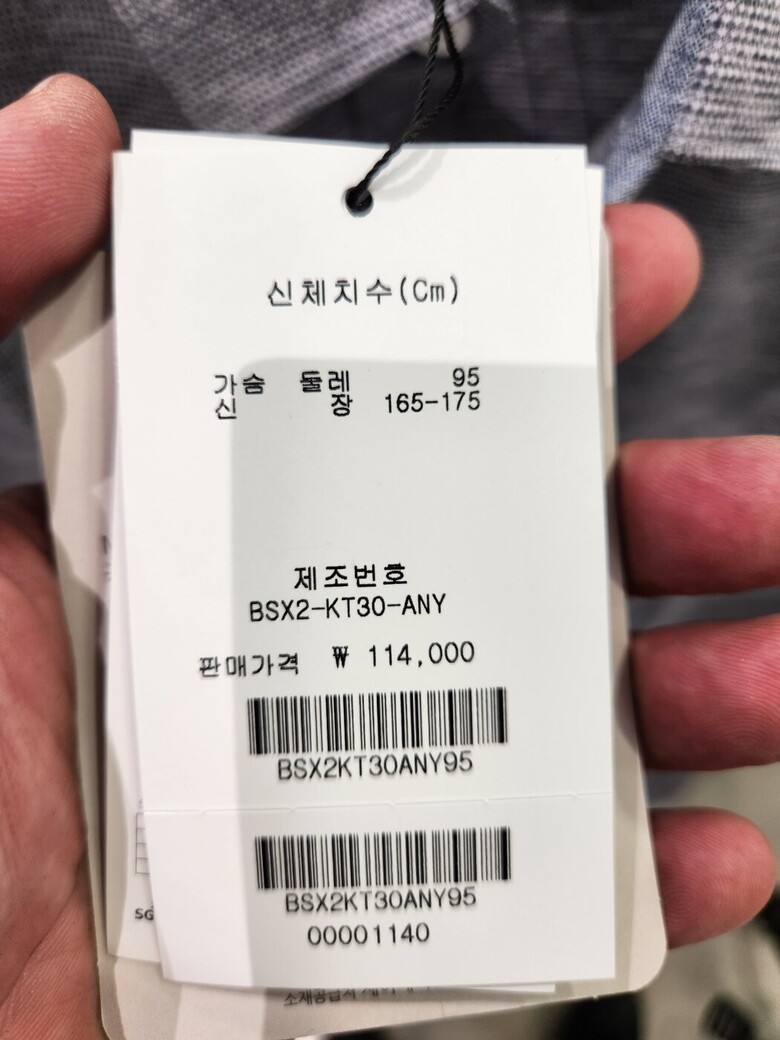 신체치수(Cm)
가슴 둘레 95
신 장 165-175
제조번호
BSX2-KT30-ANY
판매가격 ₩ 114,000
BSX2KT30ANY95
BSX2KT30ANY95
00001140
SG